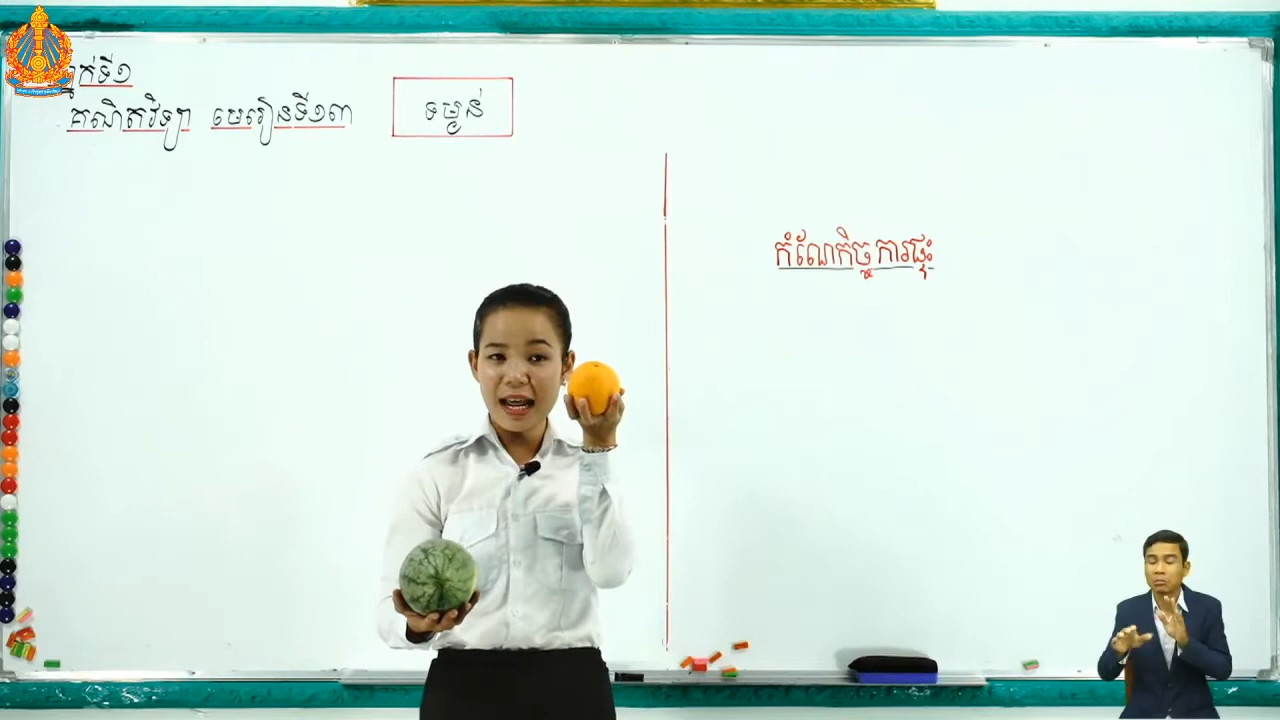 ថ្នាក់ទី១
គណិតវិទ្យា មេរៀនទី១៣
ទម្ងន់
កំណែកិច្ចការផ្ទះ